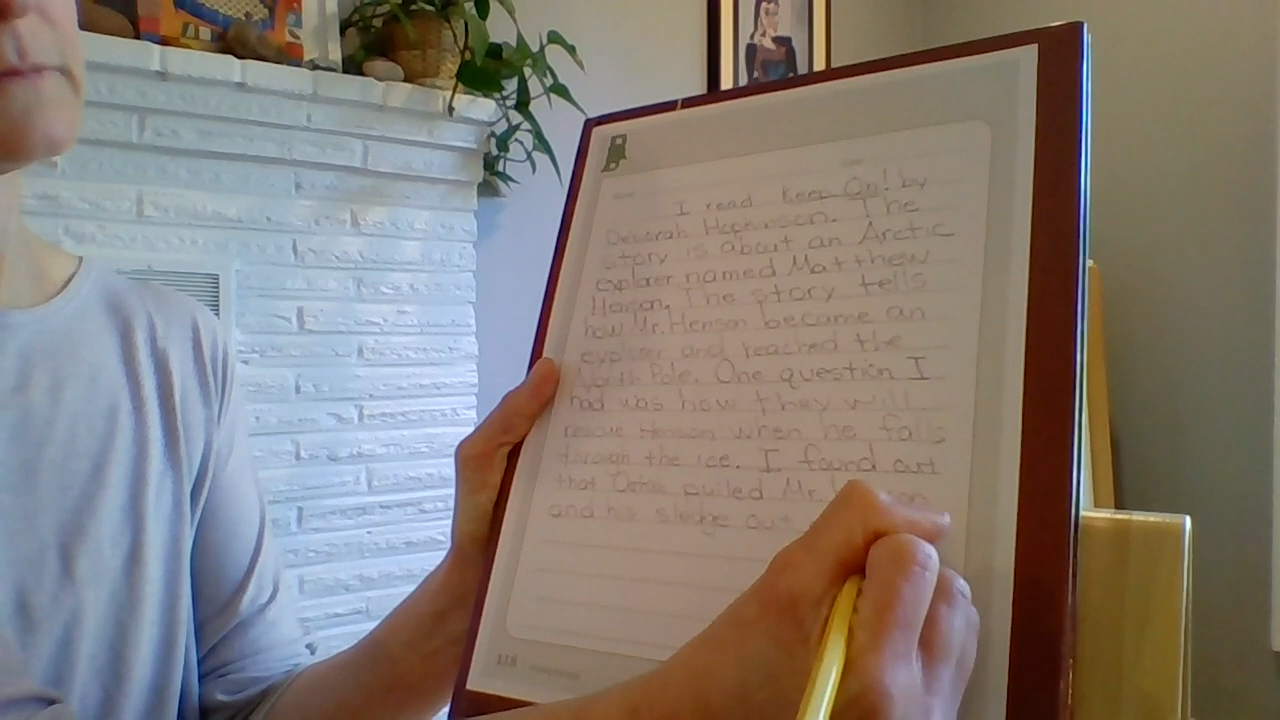 I read Keep On! by
Deborah Hopkinson. The
story is about an Arctic
explorer named Matthew
Henson. The story tells
how Mr. Henson became an
explorer and reached the
North Pole. One question I
had was how they will
rescue Henson when he falls
through the ice. I found out
that Ootah pulled Mr. Henson
and his sledge out
118